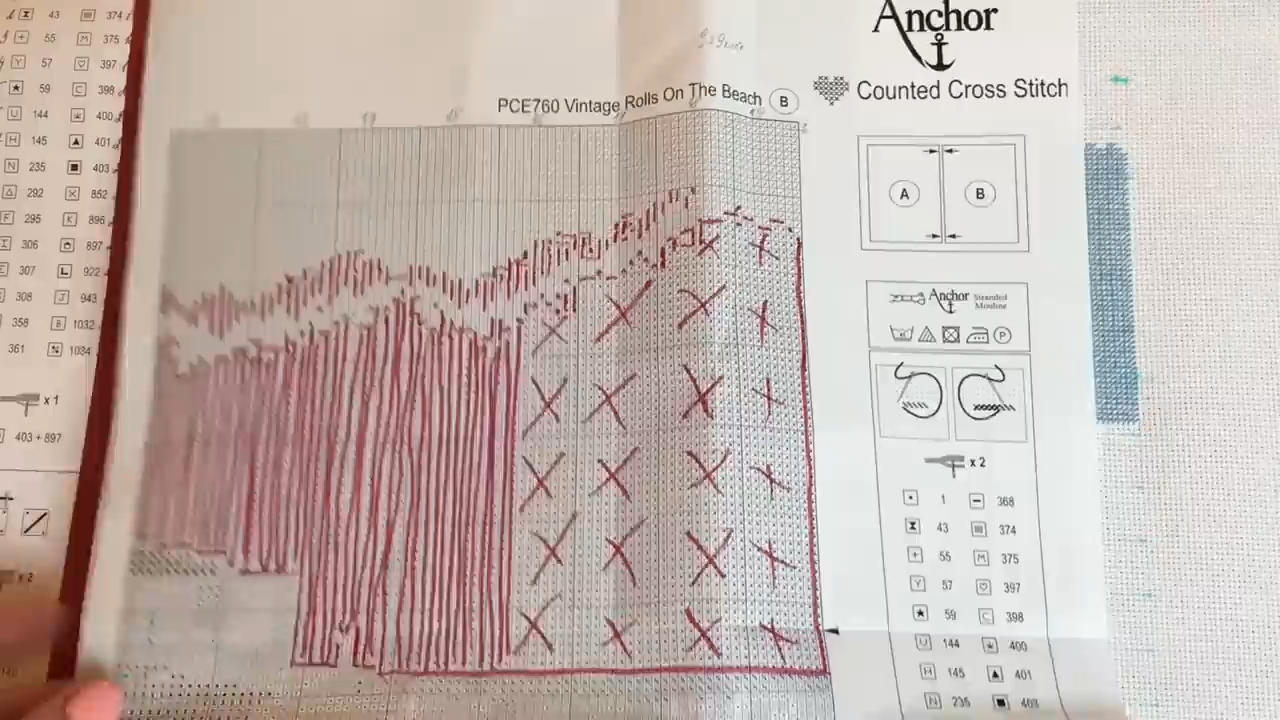 43 374
55 M 375
Y 57 397
59 C 398
U 144 400
H 145 401
N 235 403
292 852
F 295 K 896
I 306 897
307 L 922
308 J 943
358 B 1032
361 1034
x 1
403 + 897
x 2
Anchor
Counted Cross Stitch
PCE760 Vintage Rolls On The Beach B
A B
Anchor Stranded
Mouline
P
x 2
1 368
43 374
55 M 375
Y 57 397
59 C 398
U 144 400
H 145 401
N 235 403